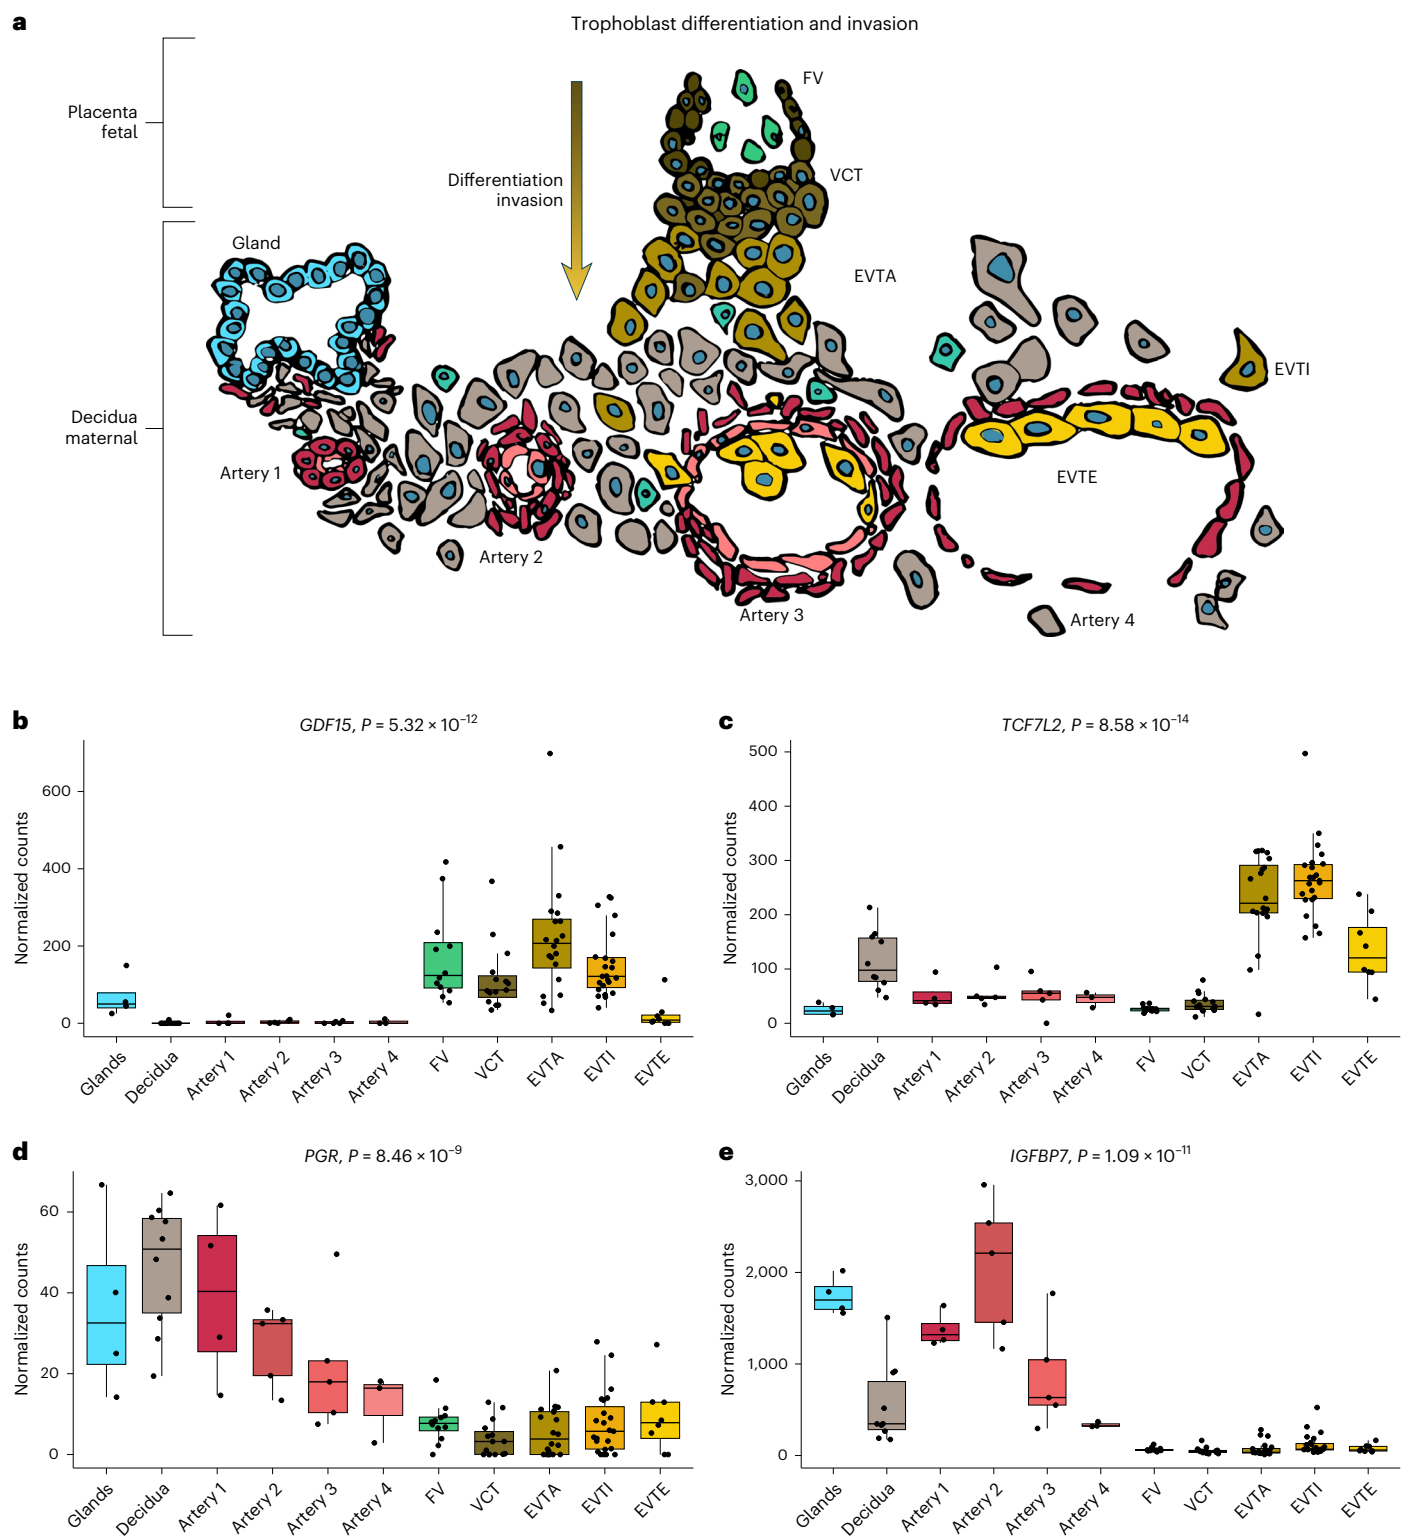 a
Trophoblast differentiation and invasion
Placenta
fetal
FV
Differentiation
invasion
VCT
Gland
EVTA
EVTI
Decidua
maternal
Artery 1
EVTE
Artery 2
Artery 3
Artery 4
b
GDF15, P = 5.32 × 10⁻¹²
Normalized counts
600
400
200
0
Glands
Decidua
Artery 1
Artery 2
Artery 3
Artery 4
FV
VCT
EVTA
EVTI
EVTE
c
TCF7L2, P = 8.58 × 10⁻¹⁴
Normalized counts
500
400
300
200
100
0
Glands
Decidua
Artery 1
Artery 2
Artery 3
Artery 4
FV
VCT
EVTA
EVTI
EVTE
d
PGR, P = 8.46 × 10⁻⁹
Normalized counts
60
40
20
0
Glands
Decidua
Artery 1
Artery 2
Artery 3
Artery 4
FV
VCT
EVTA
EVTI
EVTE
e
IGFBP7, P = 1.09 × 10⁻¹¹
Normalized counts
3,000
2,000
1,000
0
Glands
Decidua
Artery 1
Artery 2
Artery 3
Artery 4
FV
VCT
EVTA
EVTI
EVTE